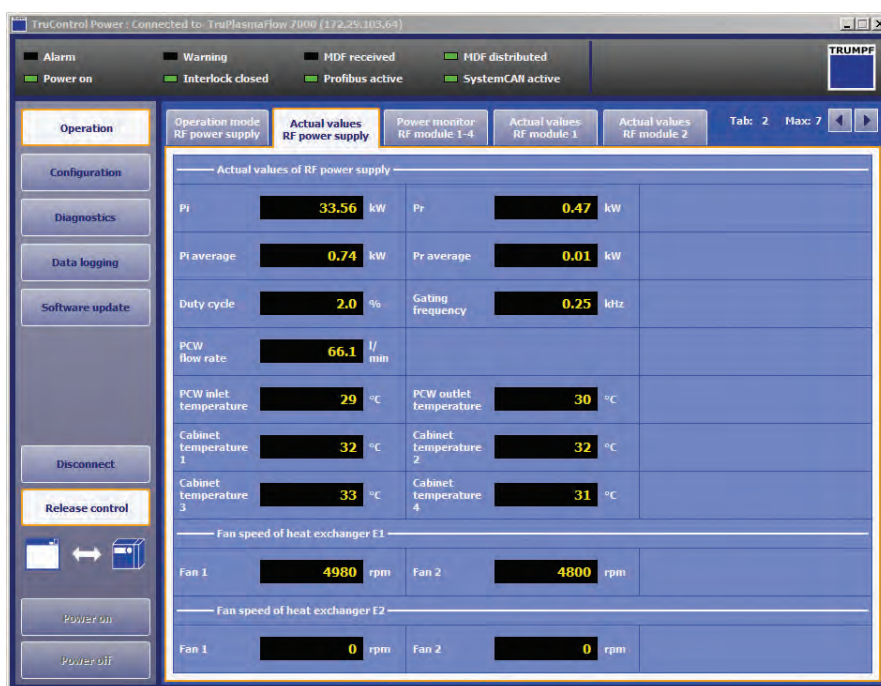 TruControl Power : Connected to TruPlasmaFlow 7000 (172.29.103.64)
Alarm Warning MDF received MDF distributed
Power on Interlock closed Profibus active SystemCAN active
TRUMPF
Operation
Configuration
Diagnostics
Data logging
Software update
Disconnect
Release control
Power on
Power off
Operation mode
RF power supply
Actual values
RF power supply
Power monitor
RF module 1-4
Actual values
RF module 1
Actual values
RF module 2
Tab: 2 Max: 7
Actual values of RF power supply
Pi 33.56 kW Pr 0.47 kW
Pi average 0.74 kW Pr average 0.01 kW
Duty cycle 2.0 % Gating
frequency 0.25 kHz
PCW
flow rate 66.1 l/
min
PCW inlet
temperature 29 °C PCW outlet
temperature 30 °C
Cabinet
temperature
1 32 °C Cabinet
temperature
2 32 °C
Cabinet
temperature
3 33 °C Cabinet
temperature
4 31 °C
Fan speed of heat exchanger E1
Fan 1 4980 rpm Fan 2 4800 rpm
Fan speed of heat exchanger E2
Fan 1 0 rpm Fan 2 0 rpm